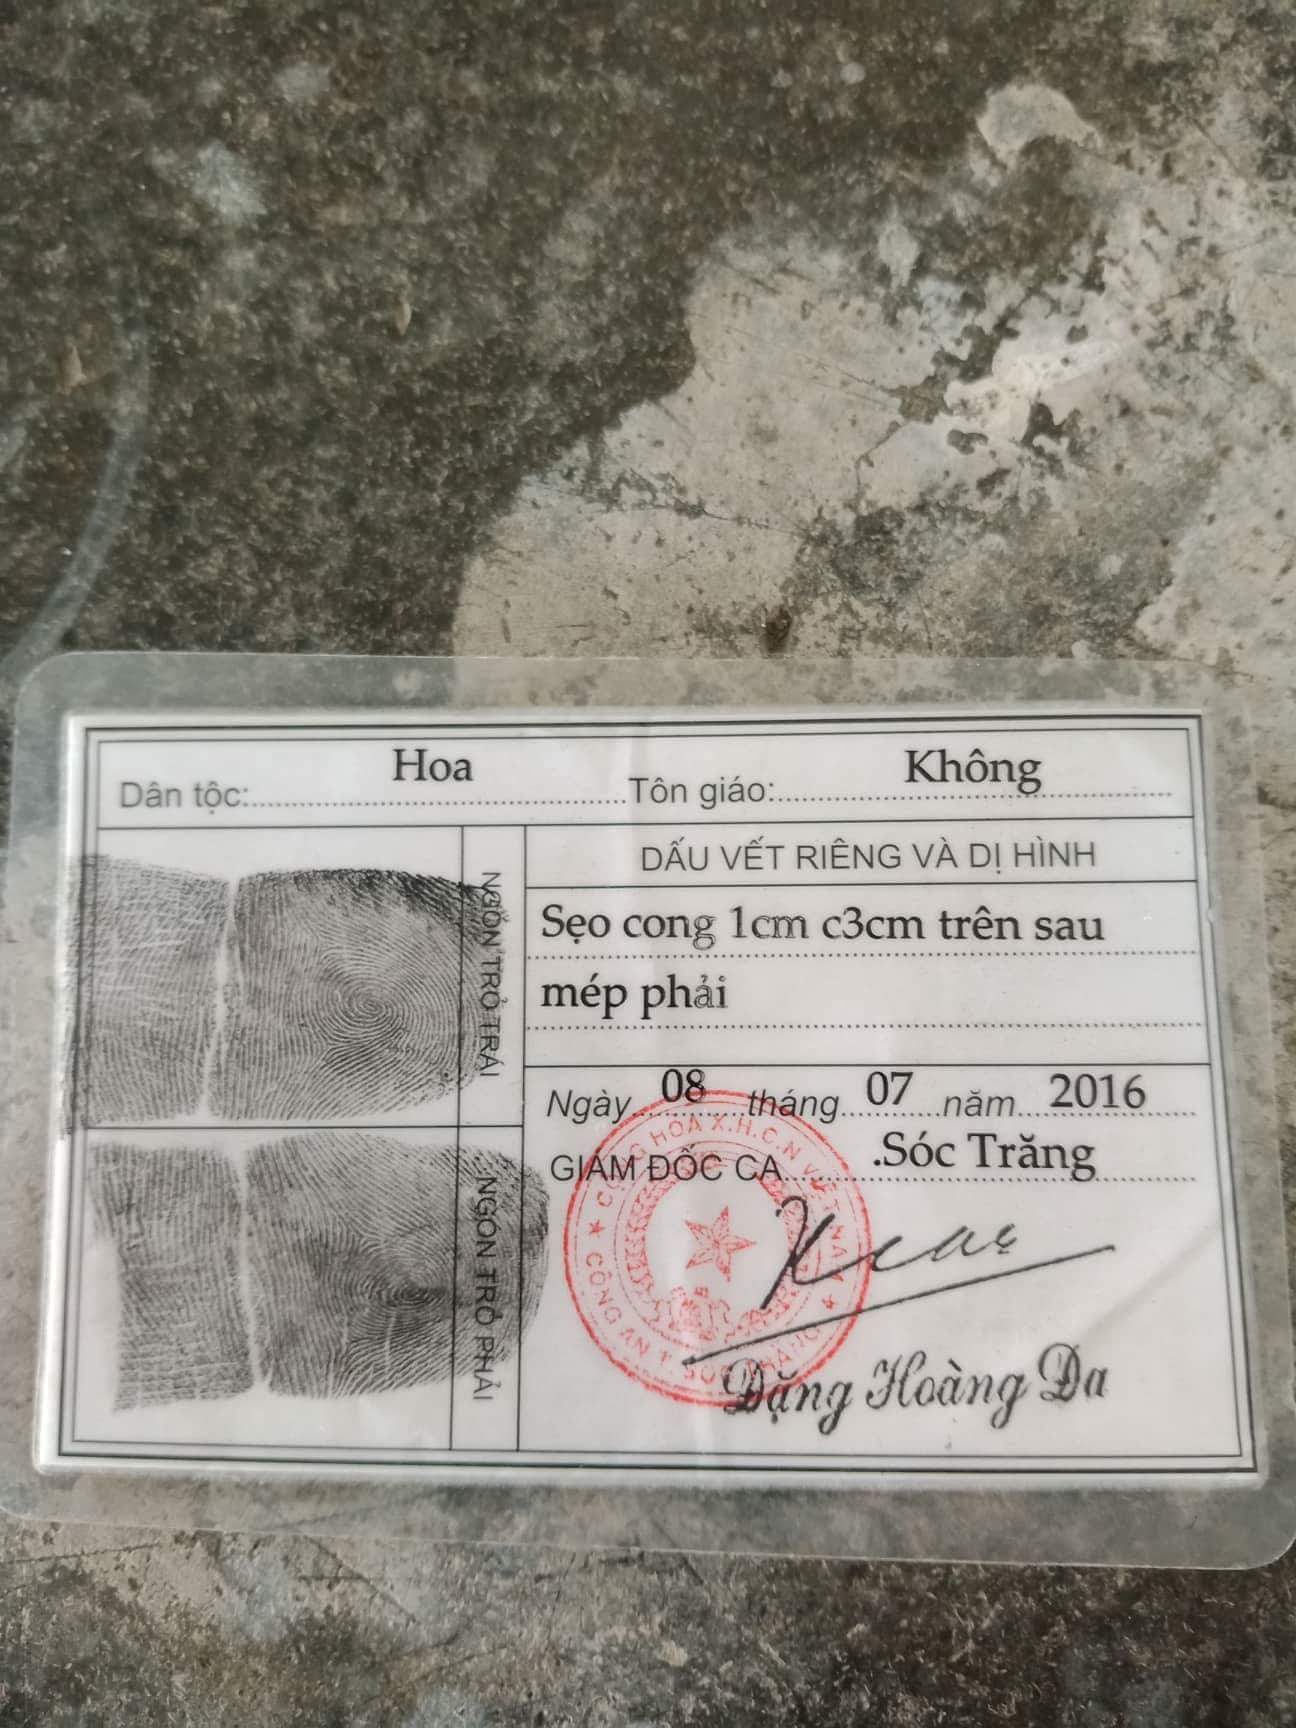 Dân tộc: Hoa Tôn giáo: Không
NGÓN TRỎ TRÁI
NGÓN TRỎ PHẢI
DẤU VẾT RIÊNG VÀ DỊ HÌNH
Sẹo cong 1cm c3cm trên sau
mép phải
Ngày 08 tháng 07 năm 2016
GIÁM ĐỐC CA .Sóc Trăng
CỘNG HOÀ X.H.C.N VIỆT NAM
CÔNG AN T. SÓC TRĂNG
Đặng Hoàng Đa